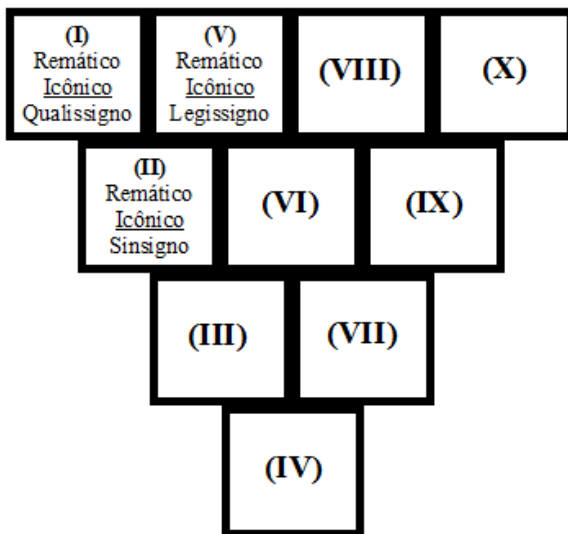 (I)
Remático
Icônico
Qualissigno
(V)
Remático
Icônico
Legissigno
(VIII)
(X)
(II)
Remático
Icônico
Sinsigno
(VI)
(IX)
(III)
(VII)
(IV)